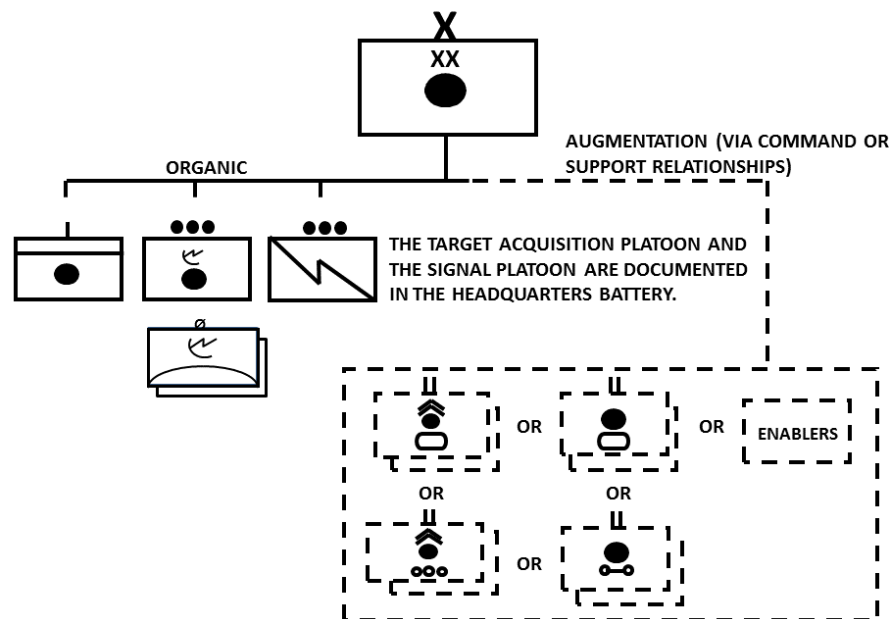 X
XX
AUGMENTATION (VIA COMMAND OR
SUPPORT RELATIONSHIPS)
ORGANIC
THE TARGET ACQUISITION PLATOON AND
THE SIGNAL PLATOON ARE DOCUMENTED
IN THE HEADQUARTERS BATTERY.
OR
OR
ENABLERS
OR
OR
OR